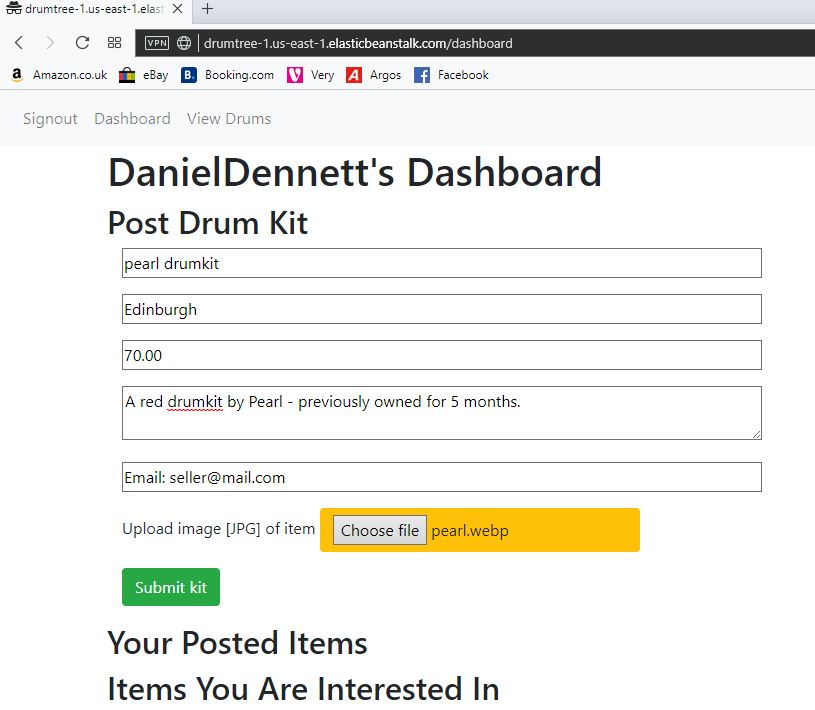 drumtree-1.us-east-1.elast
VPN drumtree-1.us-east-1.elasticbeanstalk.com/dashboard
a Amazon.co.uk eBay B. Booking.com V Very A Argos f Facebook
Signout Dashboard View Drums
DanielDennett's Dashboard
Post Drum Kit
pearl drumkit
Edinburgh
70.00
A red drumkit by Pearl - previously owned for 5 months.
Email: seller@mail.com
Upload image [JPG] of item Choose file pearl.webp
Submit kit
Your Posted Items
Items You Are Interested In